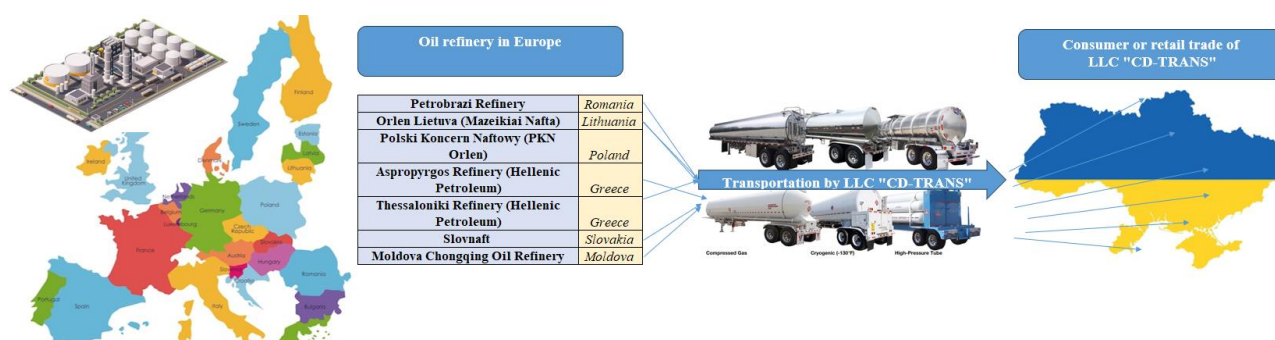 Finland
Sweden
Estonia
Latvia
Lithuania
Ireland
United
Kingdom
Denmark
Belgium
Germany
Poland
Luxembourg
Czech
Republic
France
Austria
Hungary
Romania
Croatia
Italy
Bulgaria
Portugal
Spain
Oil refinery in Europe
Petrobrazi Refinery Romania
Orlen Lietuva (Mazeikiai Nafta) Lithuania
Polski Koncern Naftowy (PKN
Orlen) Poland
Aspropyrgos Refinery (Hellenic
Petroleum) Greece
Thessaloniki Refinery (Hellenic
Petroleum) Greece
Slovnaft Slovakia
Moldova Chongqing Oil Refinery Moldova
Transportation by LLC "CD-TRANS"
Compressed Gas
Cryogenic (-130°F)
High-Pressure Tube
Consumer or retail trade of
LLC "CD-TRANS"